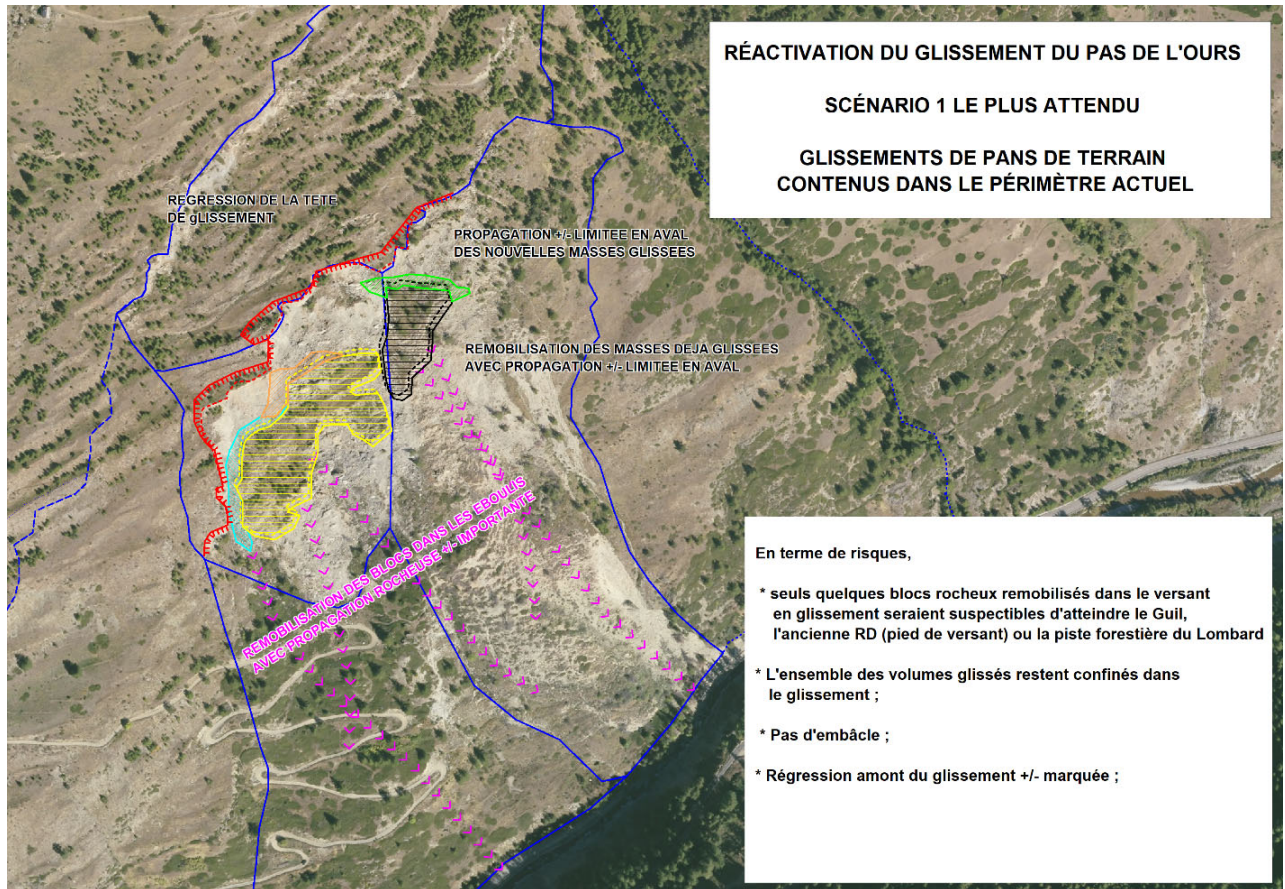 RÉACTIVATION DU GLISSEMENT DU PAS DE L'OURS
SCÉNARIO 1 LE PLUS ATTENDU
GLISSEMENTS DE PANS DE TERRAIN
CONTENUS DANS LE PÉRIMÈTRE ACTUEL
REGRESSION DE LA TETE
DE gLISSEMENT
PROPAGATION +/- LIMITEE EN AVAL
DES NOUVELLES MASSES GLISSEES
REMOBILISATION DES MASSES DEJA GLISSEES
AVEC PROPAGATION +/- LIMITEE EN AVAL
REMOBILISATION DES BLOCS DANS LES EBOULIS
AVEC PROPAGATION ROCHEUSE +/- IMPORTANTE
En terme de risques,
* seuls quelques blocs rocheux remobilisés dans le versant
en glissement seraient suspectibles d'atteindre le Guil,
l'ancienne RD (pied de versant) ou la piste forestière du Lombard
* L'ensemble des volumes glissés restent confinés dans
le glissement ;
* Pas d'embâcle ;
* Régression amont du glissement +/- marquée ;